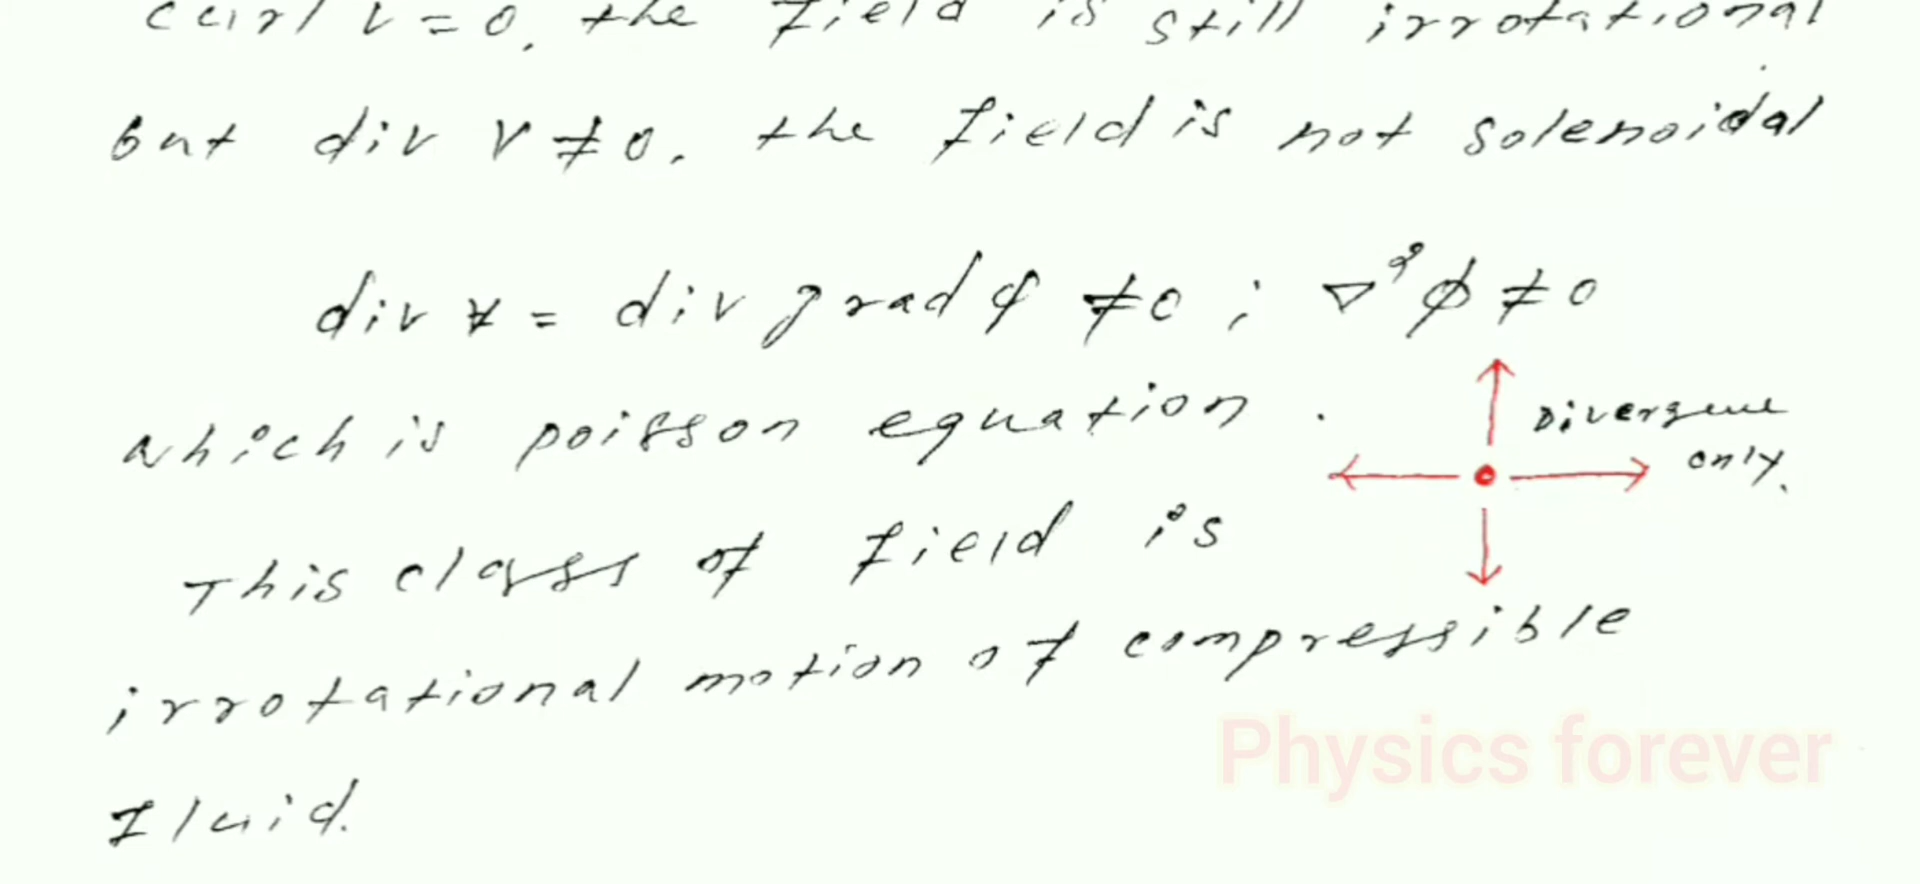 curl V = 0, the field is still irrotational
but div V ≠ 0. the field is not solenoidal
div V = div grad φ ≠ 0 ; ∇²φ ≠ 0
which is poisson equation .
Divergence
only.
This class of field is
irrotational motion of compressible
fluid.
Physics forever